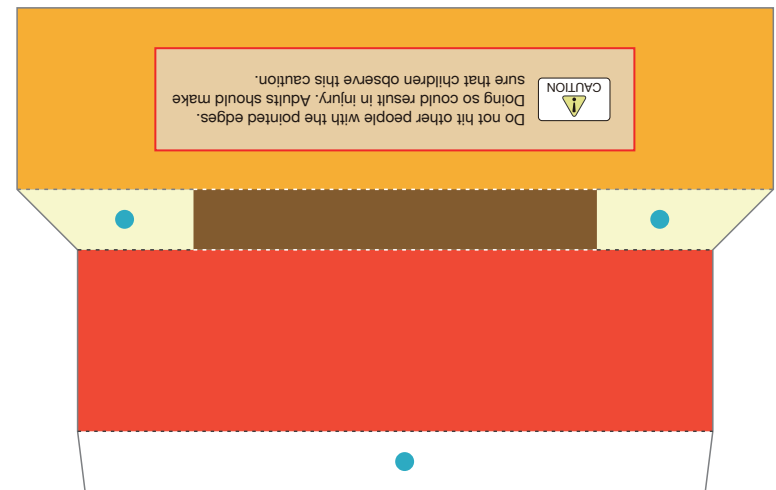 CAUTION
Do not hit other people with the pointed edges.
Doing so could result in injury. Adults should make
sure that children observe this caution.